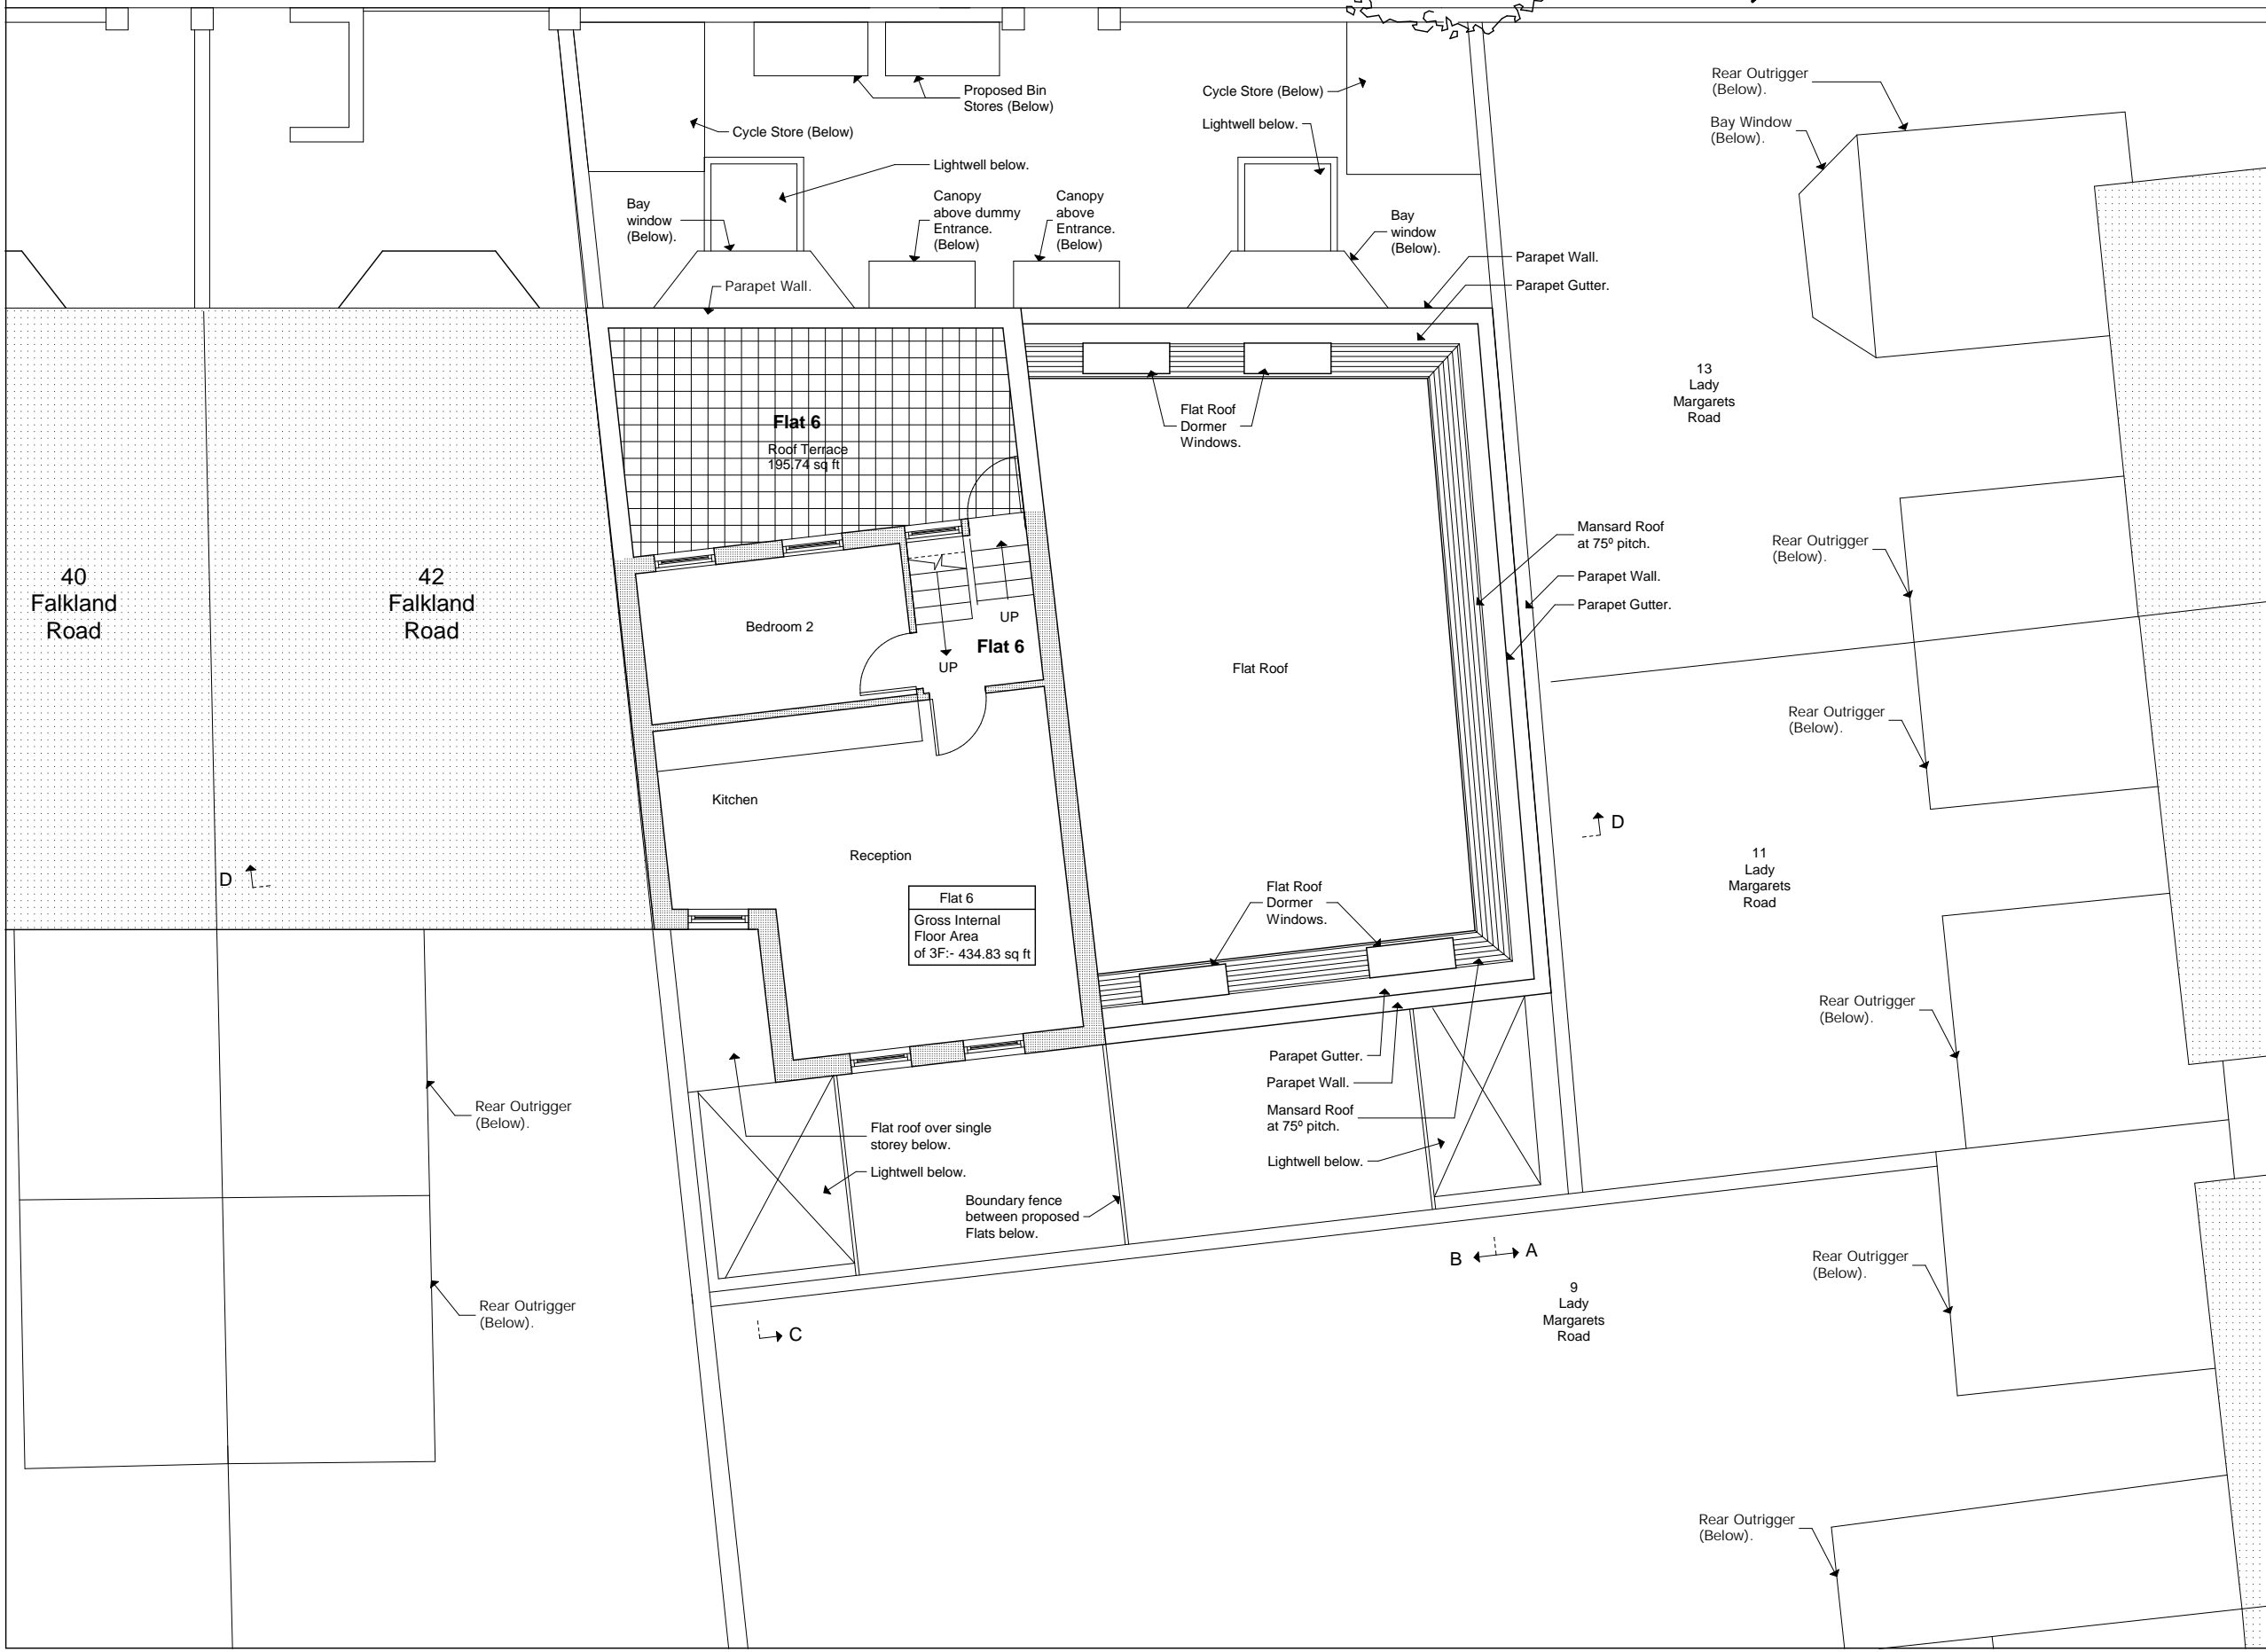 Proposed Bin
Stores (Below)
Cycle Store (Below)
Lightwell below.
Bay
window
(Below).
Canopy
above dummy
Entrance.
(Below)
Canopy
above
Entrance.
(Below)
Parapet Wall.
Cycle Store (Below)
Lightwell below.
Bay
window
(Below).
Parapet Wall.
Parapet Gutter.
Rear Outrigger
(Below).
Bay Window
(Below).
13
Lady
Margarets
Road
Flat 6
Roof Terrace
195.74 sq ft
Flat Roof
Dormer
Windows.
Mansard Roof
at 75º pitch.
Parapet Wall.
Parapet Gutter.
Rear Outrigger
(Below).
40
Falkland
Road
42
Falkland
Road
Bedroom 2
UP
UP
Flat 6
Flat Roof
Rear Outrigger
(Below).
Kitchen
Reception
D
D
11
Lady
Margarets
Road
Flat 6
Gross Internal
Floor Area
of 3F:- 434.83 sq ft
Flat Roof
Dormer
Windows.
Rear Outrigger
(Below).
Parapet Gutter.
Parapet Wall.
Mansard Roof
at 75º pitch.
Lightwell below.
Rear Outrigger
(Below).
Flat roof over single
storey below.
Lightwell below.
Boundary fence
between proposed
Flats below.
B
A
Rear Outrigger
(Below).
Rear Outrigger
(Below).
C
9
Lady
Margarets
Road
Rear Outrigger
(Below).